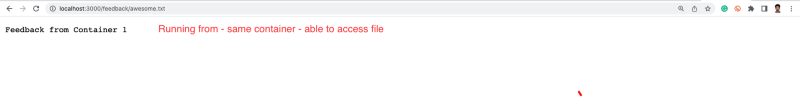 localhost:3000/feedback/awesome.txt
Feedback from Container 1 Running from - same container - able to access file